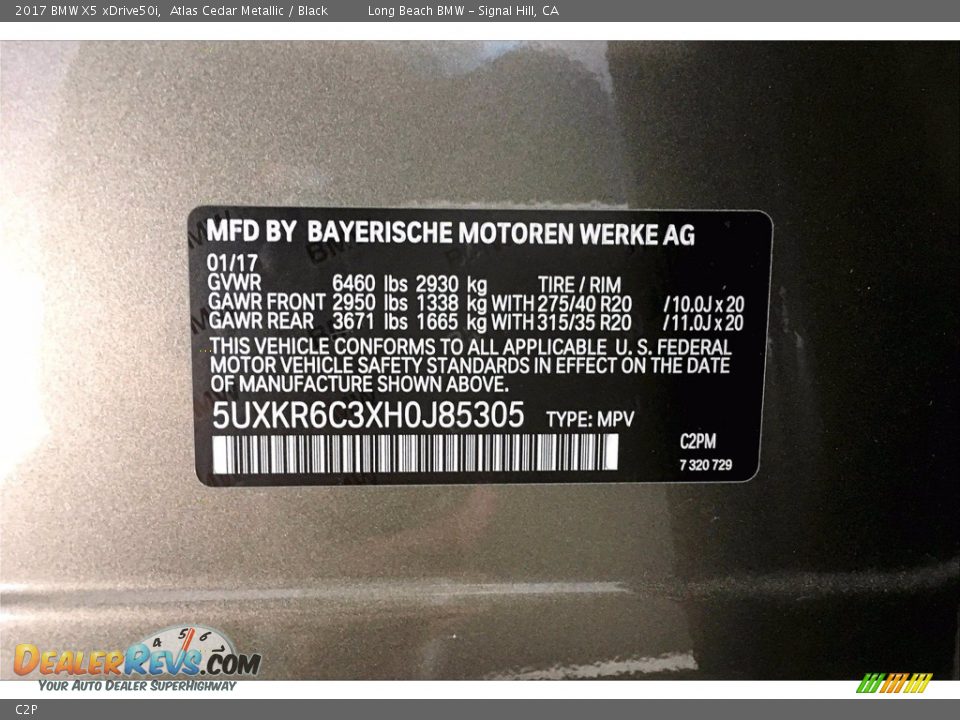 2017 BMW X5 xDrive50i, Atlas Cedar Metallic / Black Long Beach BMW - Signal Hill, CA
MFD BY BAYERISCHE MOTOREN WERKE AG
01/17
GVWR 6460 lbs 2930 kg TIRE / RIM
GAWR FRONT 2950 lbs 1338 kg WITH 275/40 R20 /10.0J x 20
GAWR REAR 3671 lbs 1665 kg WITH 315/35 R20 /11.0J x 20
THIS VEHICLE CONFORMS TO ALL APPLICABLE U. S. FEDERAL
MOTOR VEHICLE SAFETY STANDARDS IN EFFECT ON THE DATE
OF MANUFACTURE SHOWN ABOVE.
5UXKR6C3XH0J85305 TYPE: MPV
C2PM
7 320 729
4 5 6
DEALERREVS.COM
YOUR AUTO DEALER SUPERHIGHWAY
C2P